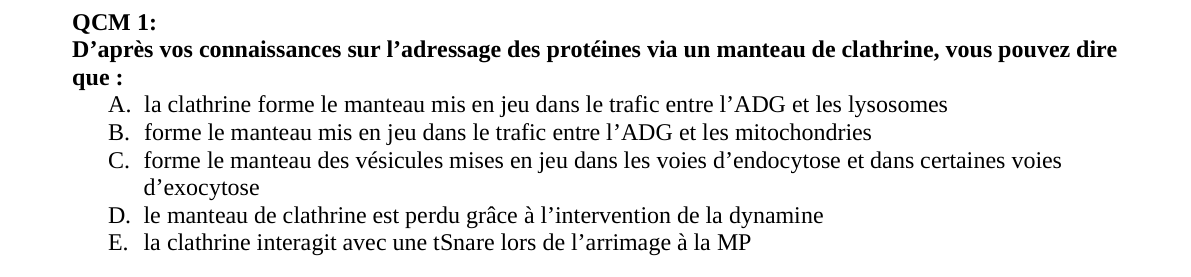 QCM 1:
D’après vos connaissances sur l’adressage des protéines via un manteau de clathrine, vous pouvez dire
que :
A. la clathrine forme le manteau mis en jeu dans le trafic entre l’ADG et les lysosomes
B. forme le manteau mis en jeu dans le trafic entre l’ADG et les mitochondries
C. forme le manteau des vésicules mises en jeu dans les voies d’endocytose et dans certaines voies
d’exocytose
D. le manteau de clathrine est perdu grâce à l’intervention de la dynamine
E. la clathrine interagit avec une tSnare lors de l’arrimage à la MP